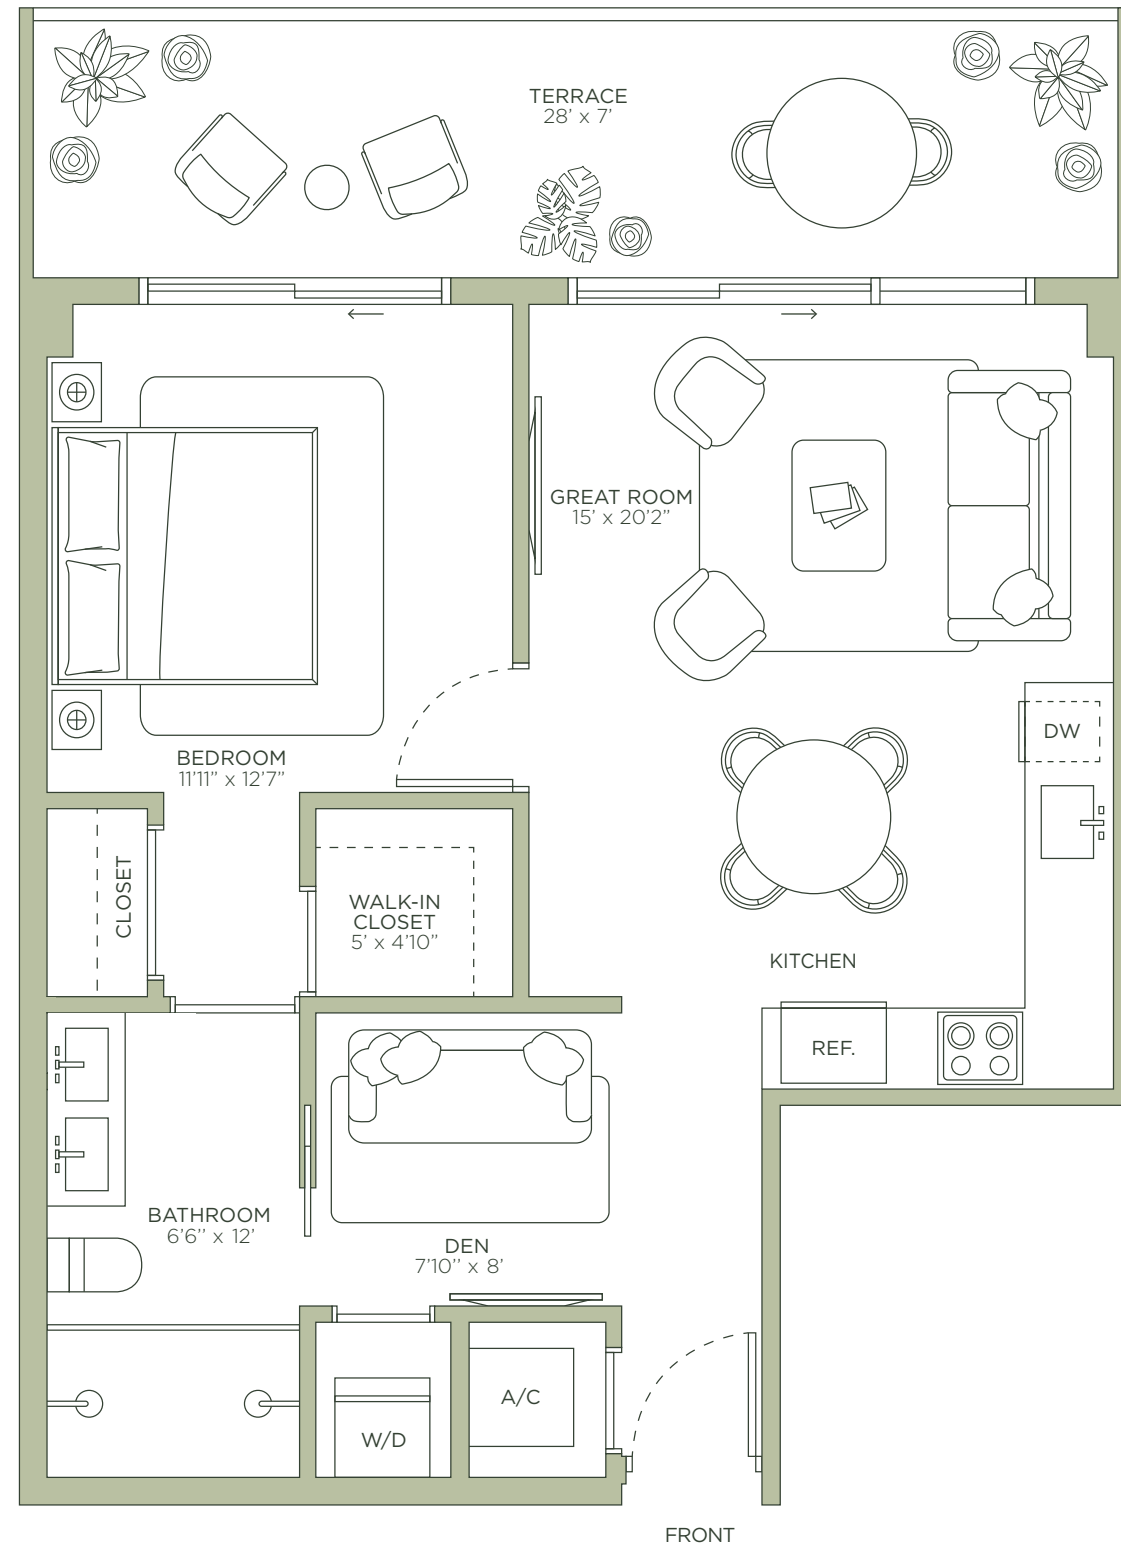 TERRACE
28’ x 7’
GREAT ROOM
15’ x 20’2”
DW
BEDROOM
11’11” x 12’7”
CLOSET
WALK-IN
CLOSET
5’ x 4’10”
KITCHEN
REF.
BATHROOM
6’6’’ x 12’
DEN
7’10’’ x 8’
A/C
W/D
FRONT